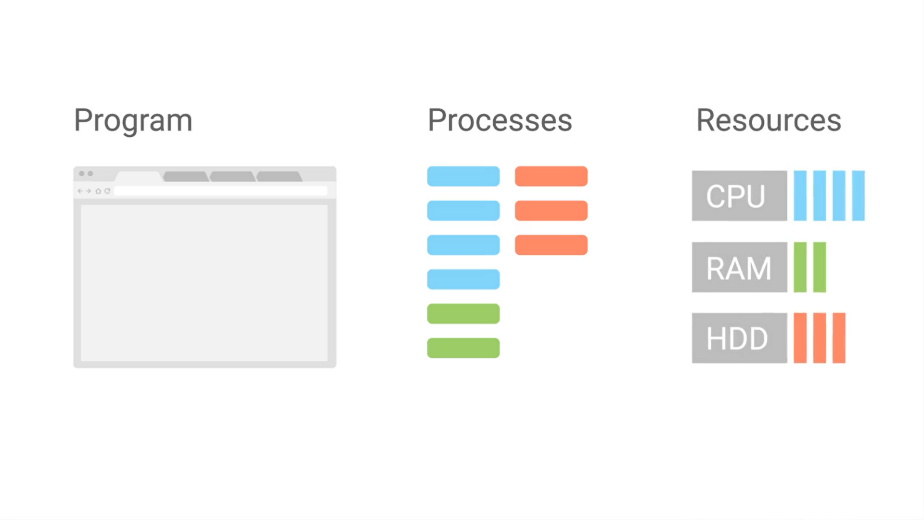 Program
Processes
Resources
CPU
RAM
HDD